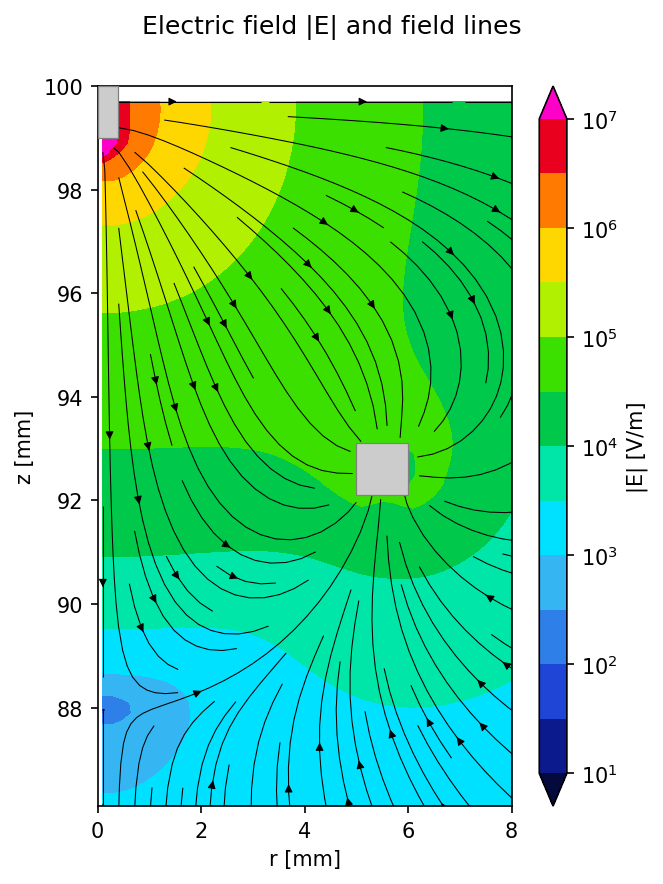 Electric field |E| and field lines
100
98
96
94
92
90
88
0 2 4 6 8
r [mm]
z [mm]
10⁷
10⁶
10⁵
10⁴
10³
10²
10¹
|E| [V/m]